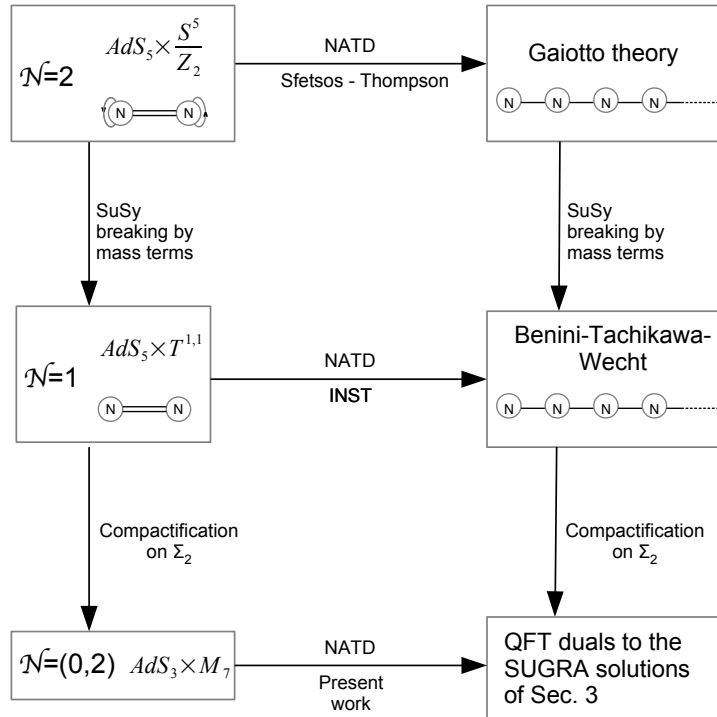 𝒩=2
AdS₅ × S⁵/Z₂
N N
NATD
Sfetsos - Thompson
Gaiotto theory
N N N N
SuSy
breaking by
mass terms
SuSy
breaking by
mass terms
𝒩=1
AdS₅ × T¹,¹
N N
NATD
INST
Benini-Tachikawa-
Wecht
N N N N
Compactification
on Σ₂
Compactification
on Σ₂
𝒩=(0,2) AdS₃ × M₇
NATD
Present
work
QFT duals to the
SUGRA solutions
of Sec. 3